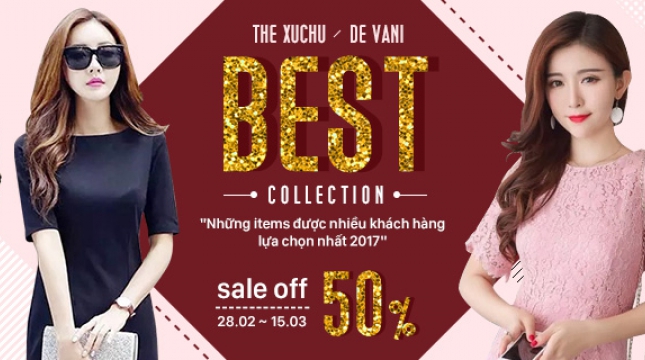 THE XUCHU / DE VANI
BEST
COLLECTION
"Những items được nhiều khách hàng
lựa chọn nhất 2017"
sale off
28.02 ~ 15.03
50%